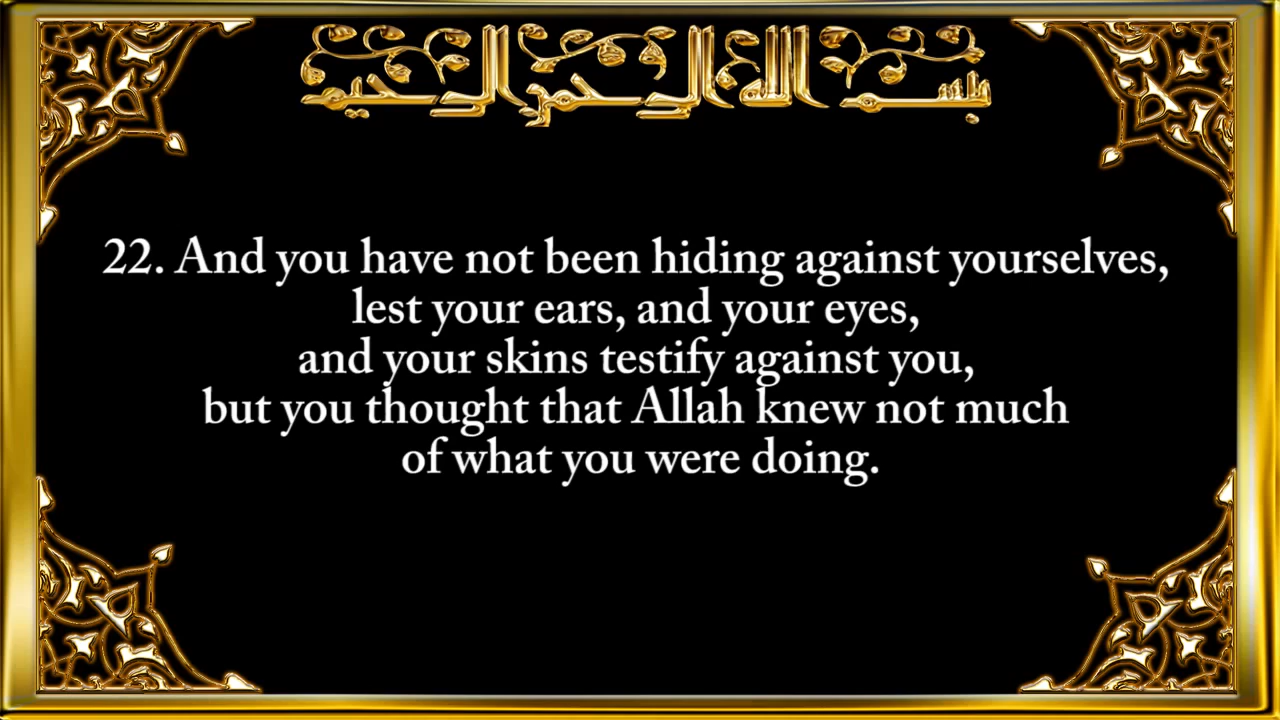 بسم الله الرحمن الرحيم
22. And you have not been hiding against yourselves,
lest your ears, and your eyes,
and your skins testify against you,
but you thought that Allah knew not much
of what you were doing.